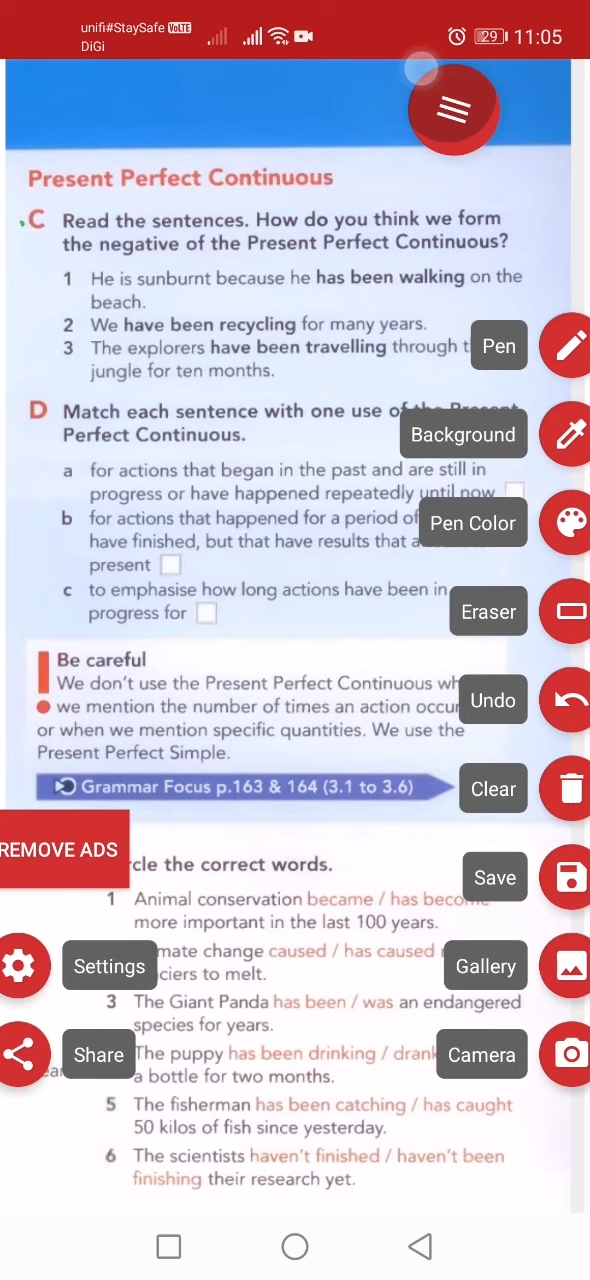 unifi#StaySafe VoLTE
DiGi
29 11:05
Present Perfect Continuous
C Read the sentences. How do you think we form
the negative of the Present Perfect Continuous?
1 He is sunburnt because he has been walking on the
beach.
2 We have been recycling for many years.
3 The explorers have been travelling through
jungle for ten months.
Pen
D Match each sentence with one use of the Present
Perfect Continuous.
Background
a for actions that began in the past and are still in
progress or have happened repeatedly until now
b for actions that happened for a period of
have finished, but that have results that
present
Pen Color
c to emphasise how long actions have been in
progress for
Eraser
Be careful
We don't use the Present Perfect Continuous
we mention the number of times an action
or when we mention specific quantities. We use the
Present Perfect Simple.
Undo
Grammar Focus p.163 & 164 (3.1 to 3.6)
Clear
REMOVE ADS
the correct words.
Save
1 Animal conservation became / has become
more important in the last 100 years.
change caused / has caused
to melt.
Settings
Gallery
3 The Giant Panda has been / was an endangered
species for years.
The puppy has been drinking / drank
a bottle for two months.
Share
Camera
5 The fisherman has been catching / has caught
50 kilos of fish since yesterday.
6 The scientists haven't finished / haven't been
finishing their research yet.